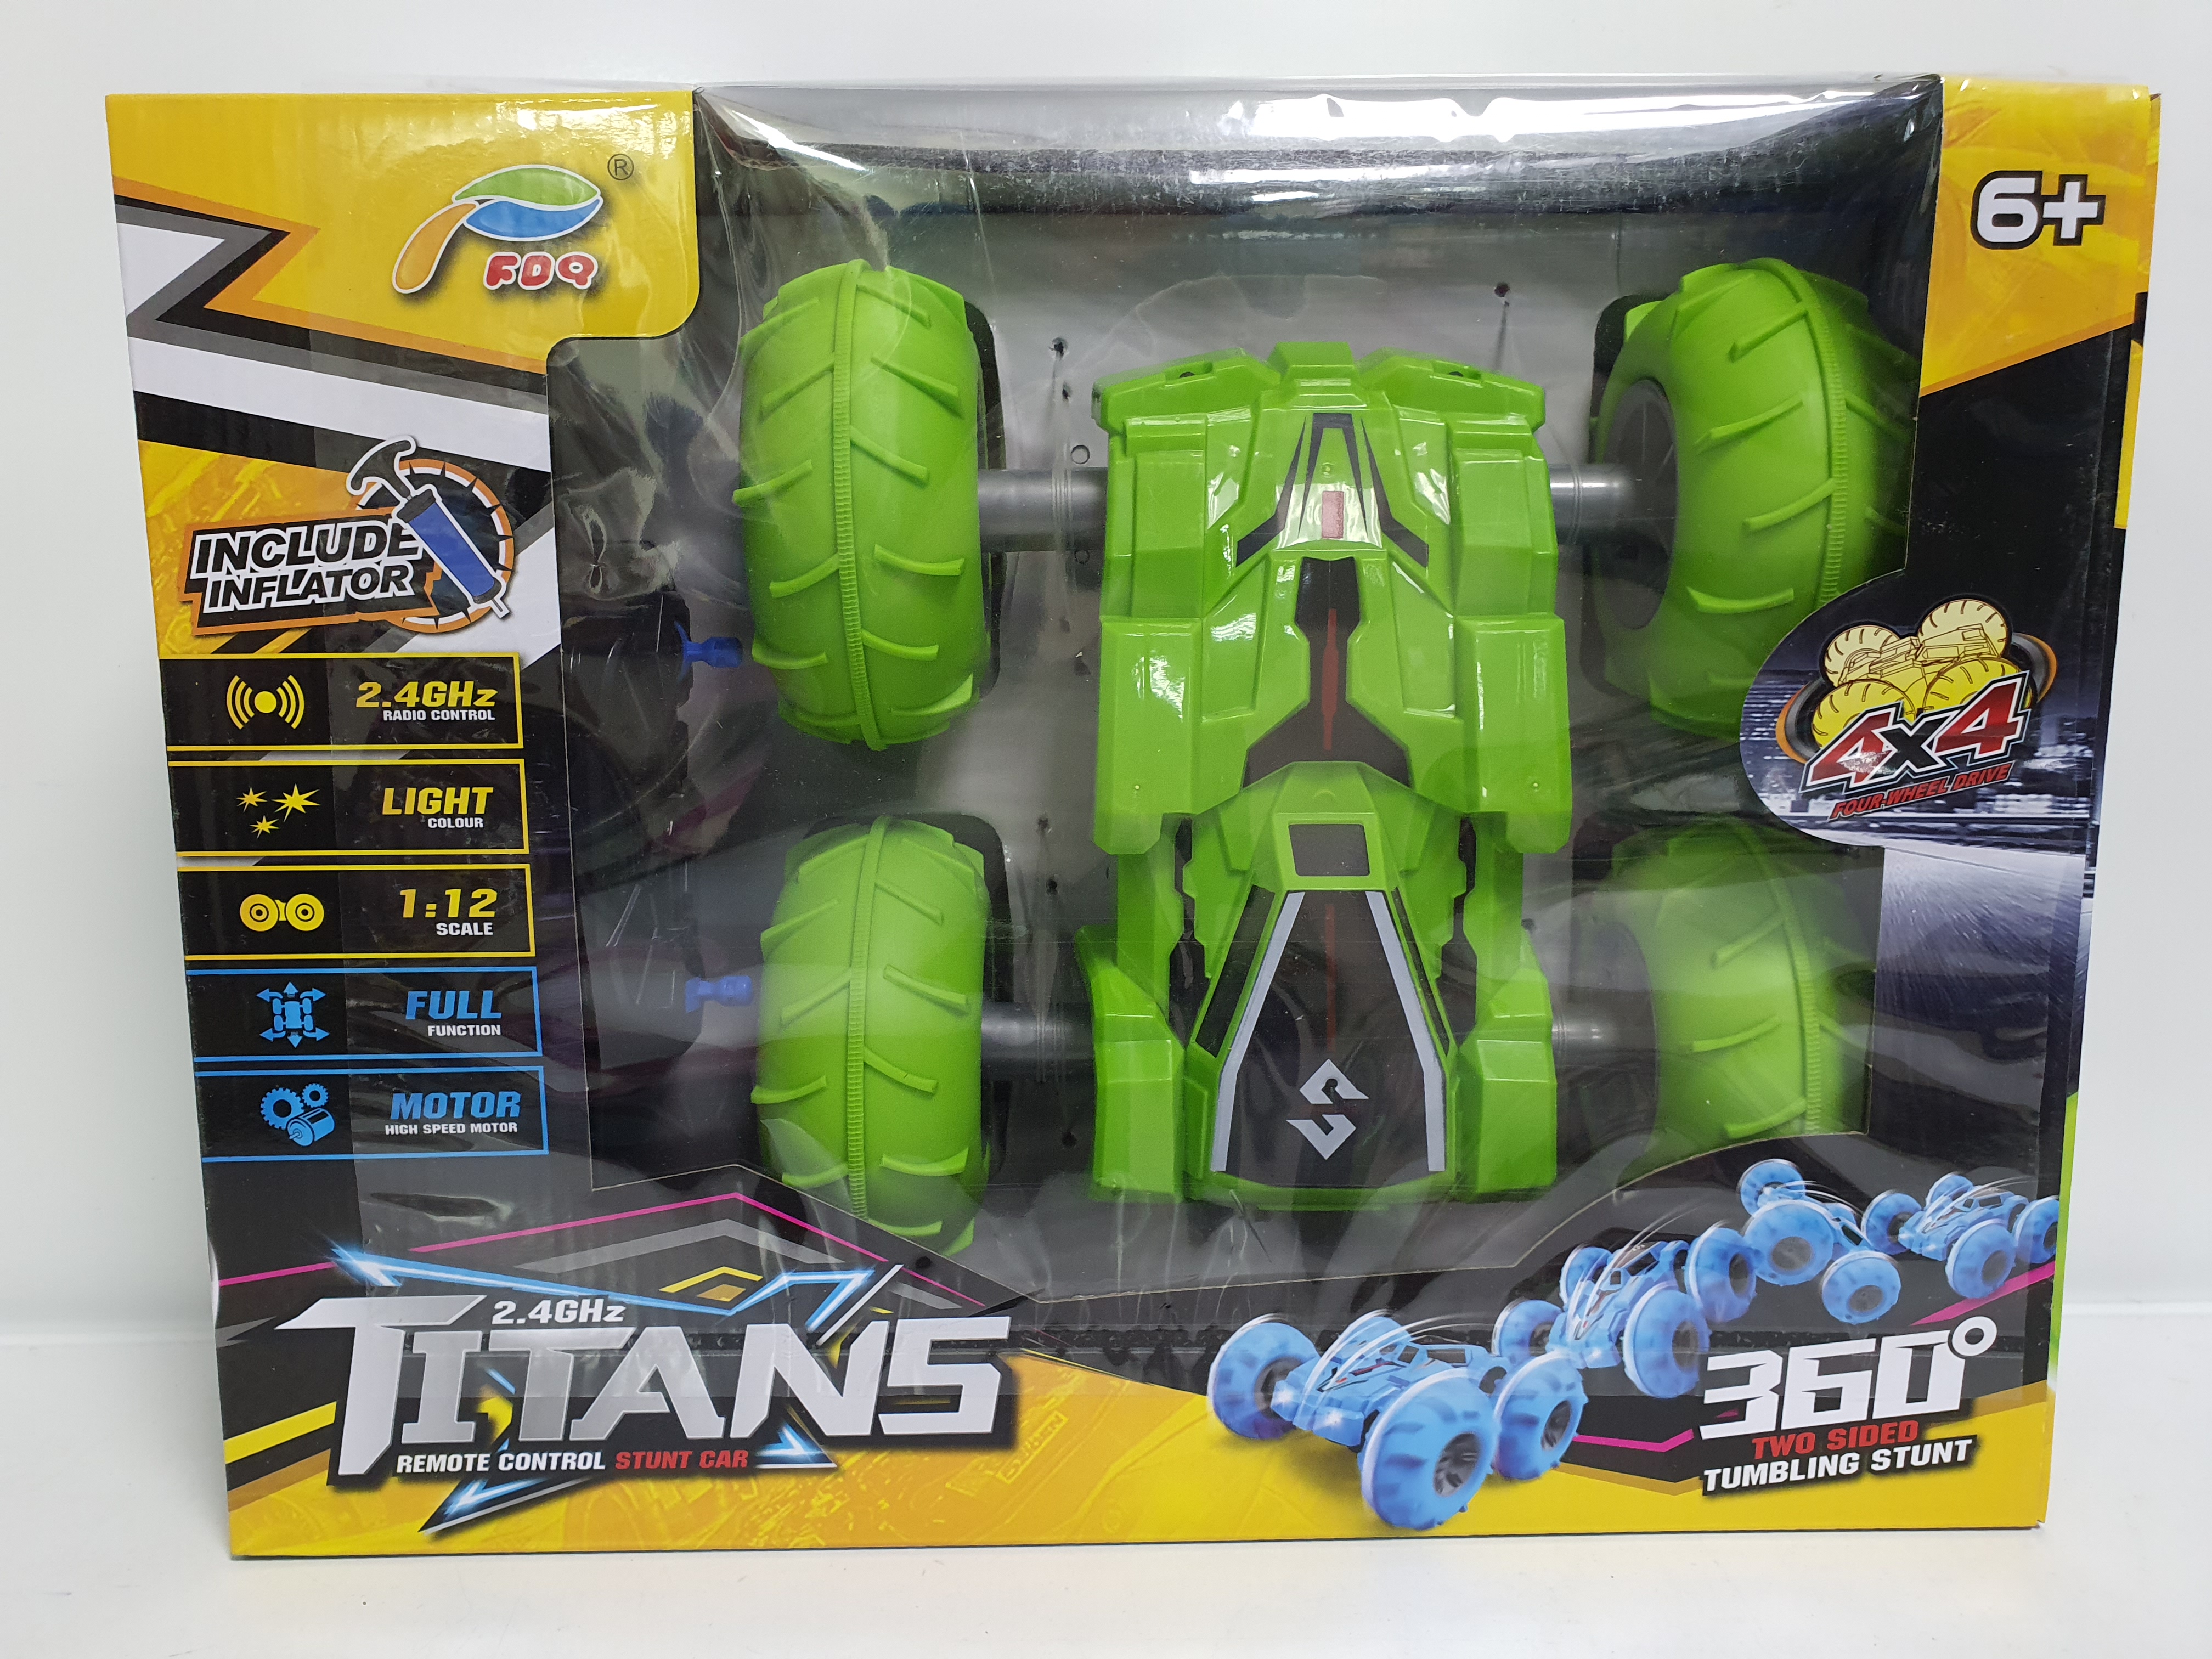 ®
FDQ
6+
INCLUDE
INFLATOR
2.4GHz
RADIO CONTROL
LIGHT
COLOUR
1:12
SCALE
FULL
FUNCTION
MOTOR
HIGH SPEED MOTOR
4x4
FOUR-WHEEL DRIVE
2.4GHz
TITANS
REMOTE CONTROL STUNT CAR
360°
TWO SIDED
TUMBLING STUNT